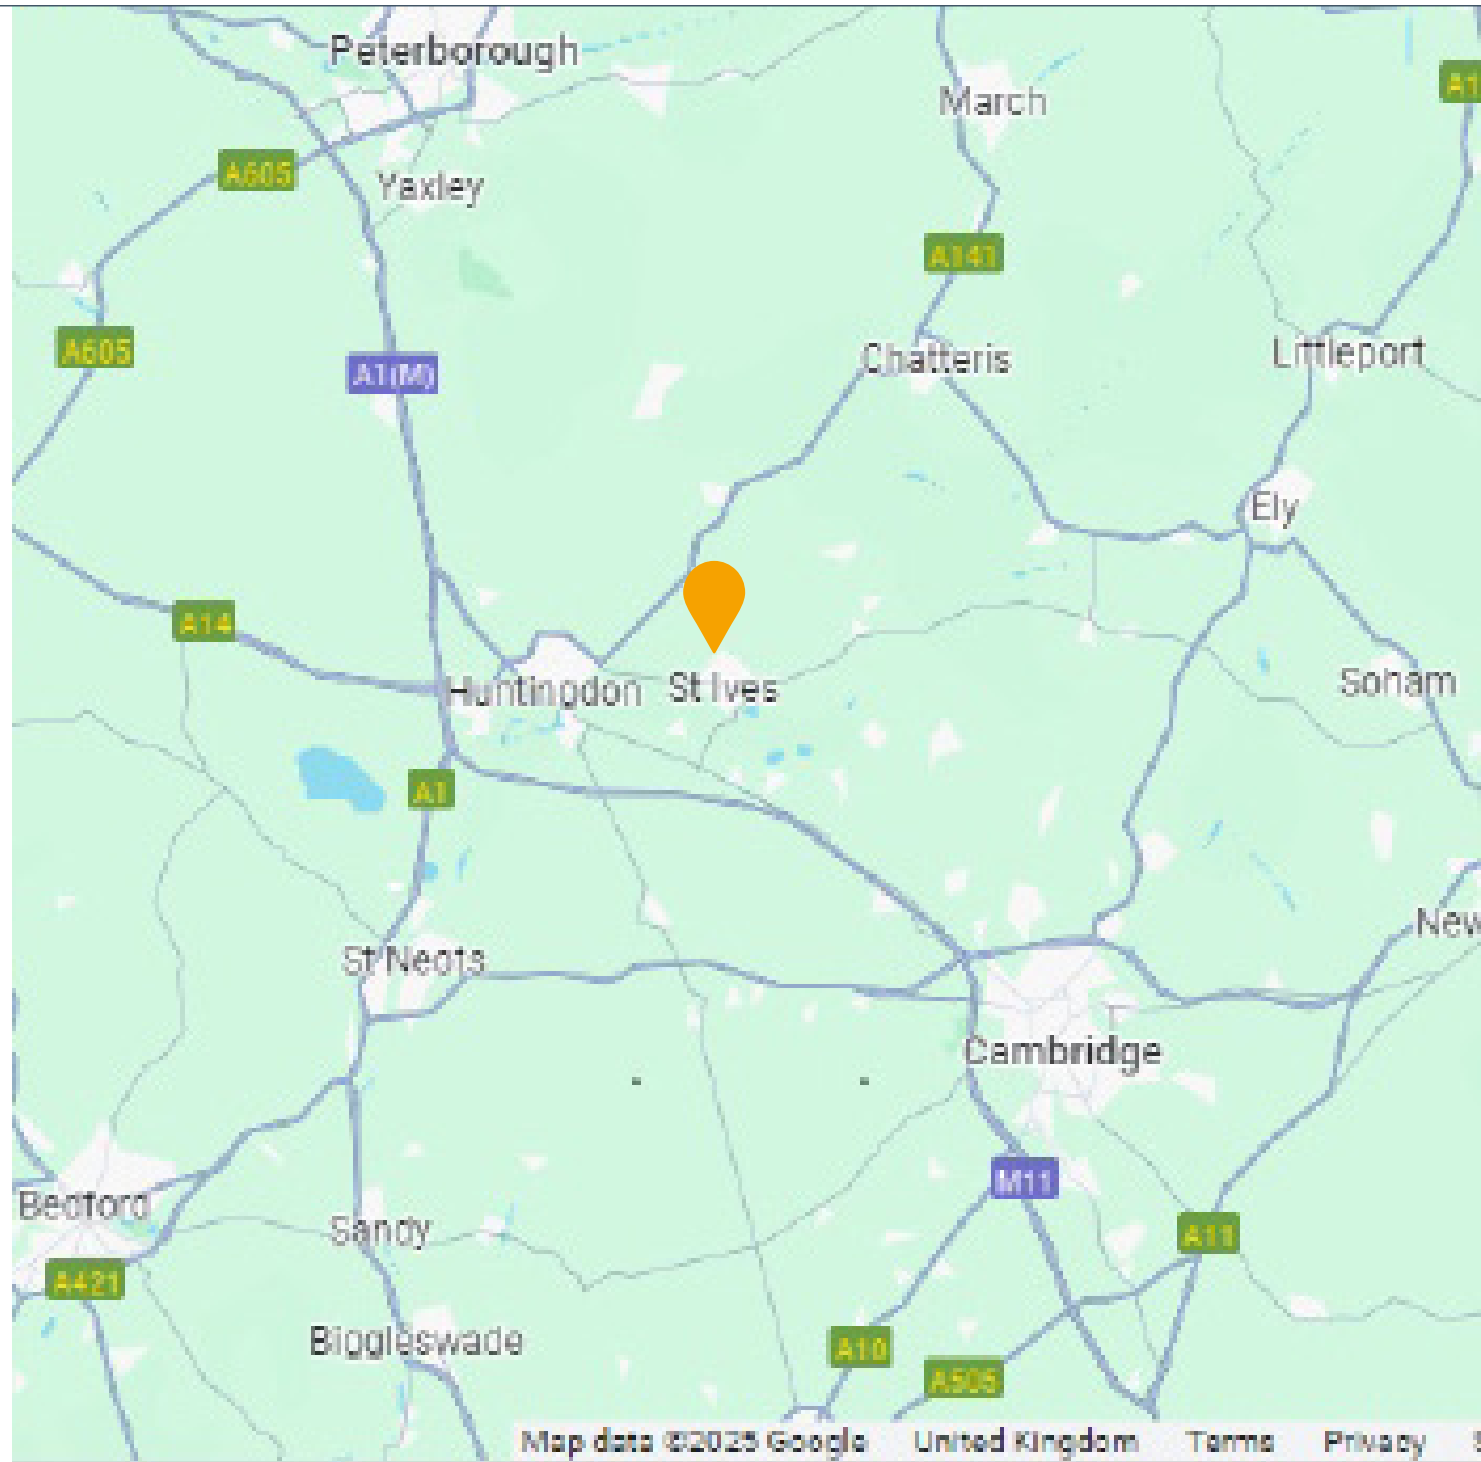 Peterborough
A1
March
A605
Yaxley
A141
A605
Chatteris
Littleport
A1(M)
Ely
A14
Huntingdon
St Ives
Soham
A1
New
St Neots
Cambridge
M11
Bedford
Sandy
A11
A421
Biggleswade
A10
A505
Map data ©2025 Google United Kingdom Terms Privacy